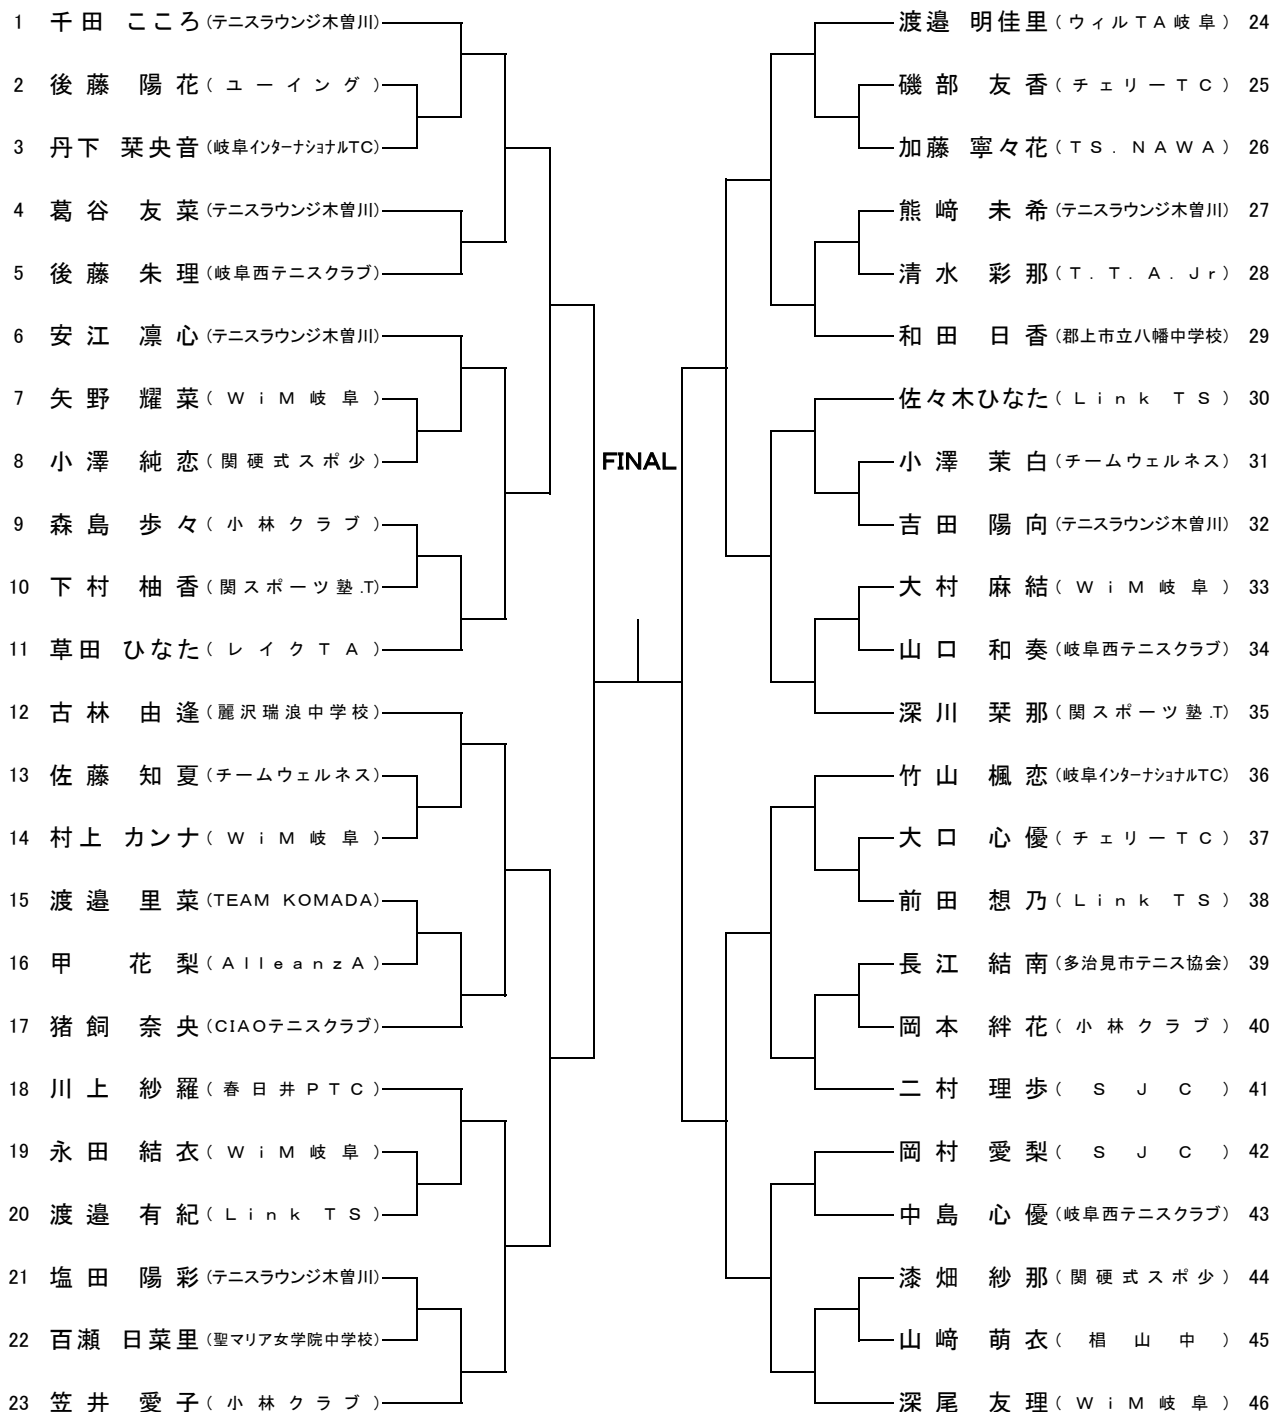 1 千田 こころ (テニスラウンジ木曽川)
2 後藤 陽花 (ユーイング)
3 丹下 栞央音 (岐阜インターナショナルTC)
4 葛谷 友菜 (テニスラウンジ木曽川)
5 後藤 朱理 (岐阜西テニスクラブ)
6 安江 凛心 (テニスラウンジ木曽川)
7 矢野 耀菜 (WiM岐阜)
8 小澤 純恋 (関硬式スポ少)
9 森島 歩々 (小林クラブ)
10 下村 柚香 (関スポーツ塾.T)
11 草田 ひなた (レイクTA)
12 古林 由逢 (麗沢瑞浪中学校)
13 佐藤 知夏 (チームウェルネス)
14 村上 カンナ (WiM岐阜)
15 渡邉 里菜 (TEAM KOMADA)
16 甲 花梨 (AlleanzA)
17 猪飼 奈央 (CIAOテニスクラブ)
18 川上 紗羅 (春日井PTC)
19 永田 結衣 (WiM岐阜)
20 渡邉 有紀 (Link TS)
21 塩田 陽彩 (テニスラウンジ木曽川)
22 百瀬 日菜里 (聖マリア女学院中学校)
23 笠井 愛子 (小林クラブ)
FINAL
渡邉 明佳里 (ウィルTA岐阜) 24
磯部 友香 (チェリーTC) 25
加藤 寧々花 (TS.NAWA) 26
熊﨑 未希 (テニスラウンジ木曽川) 27
清水 彩那 (T.T.A.Jr) 28
和田 日香 (郡上市立八幡中学校) 29
佐々木ひなた (Link TS) 30
小澤 茉白 (チームウェルネス) 31
吉田 陽向 (テニスラウンジ木曽川) 32
大村 麻結 (WiM岐阜) 33
山口 和奏 (岐阜西テニスクラブ) 34
深川 栞那 (関スポーツ塾.T) 35
竹山 楓恋 (岐阜インターナショナルTC) 36
大口 心優 (チェリーTC) 37
前田 想乃 (Link TS) 38
長江 結南 (多治見市テニス協会) 39
岡本 絆花 (小林クラブ) 40
二村 理歩 (SJC) 41
岡村 愛梨 (SJC) 42
中島 心優 (岐阜西テニスクラブ) 43
漆畑 紗那 (関硬式スポ少) 44
山﨑 萌衣 (椙山中) 45
深尾 友理 (WiM岐阜) 46